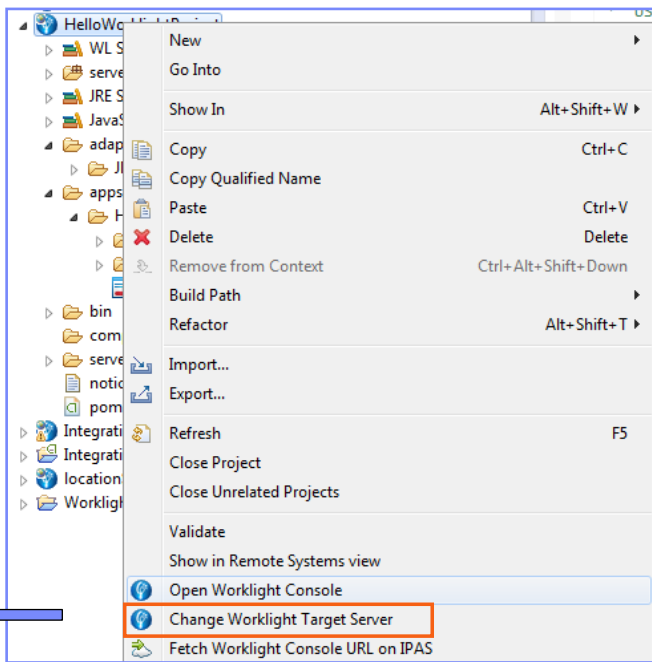 HelloWo
WL S
serve
JRE S
JavaS
adap
JI
apps
H
bin
com
serve
notic
pom
Integrati
Integrati
location
Workligh
New
Go Into
Show In Alt+Shift+W
Copy Ctrl+C
Copy Qualified Name
Paste Ctrl+V
Delete Delete
Remove from Context Ctrl+Alt+Shift+Down
Build Path
Refactor Alt+Shift+T
Import...
Export...
Refresh F5
Close Project
Close Unrelated Projects
Validate
Show in Remote Systems view
Open Worklight Console
Change Worklight Target Server
Fetch Worklight Console URL on IPAS